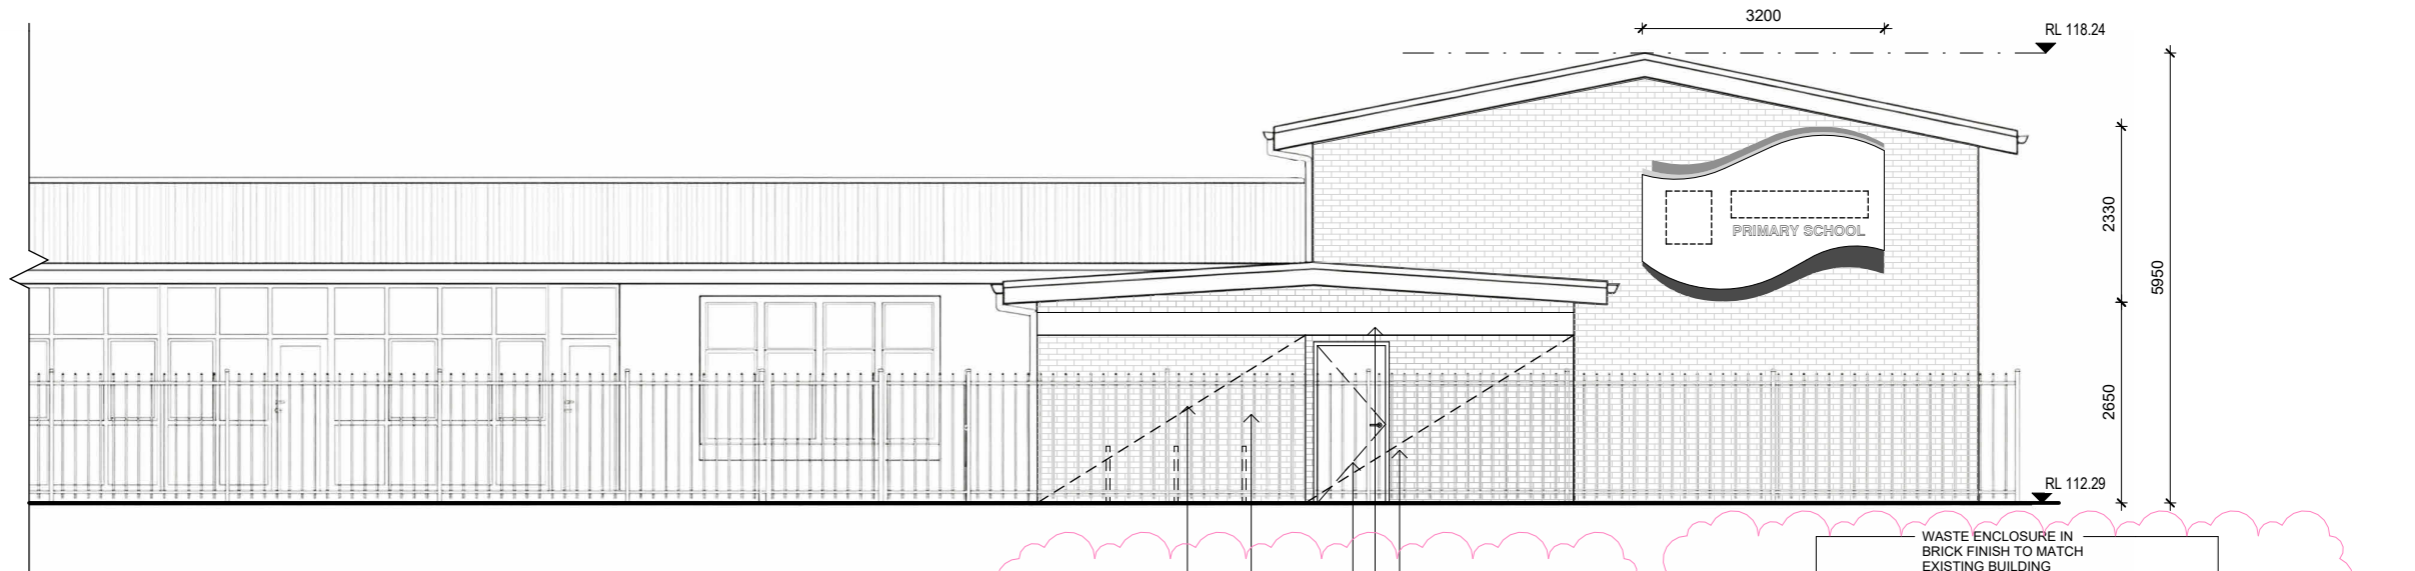 3200
RL 118.24
PRIMARY SCHOOL
2330
5950
2650
RL 112.29
WASTE ENCLOSURE IN
BRICK FINISH TO MATCH
EXISTING BUILDING